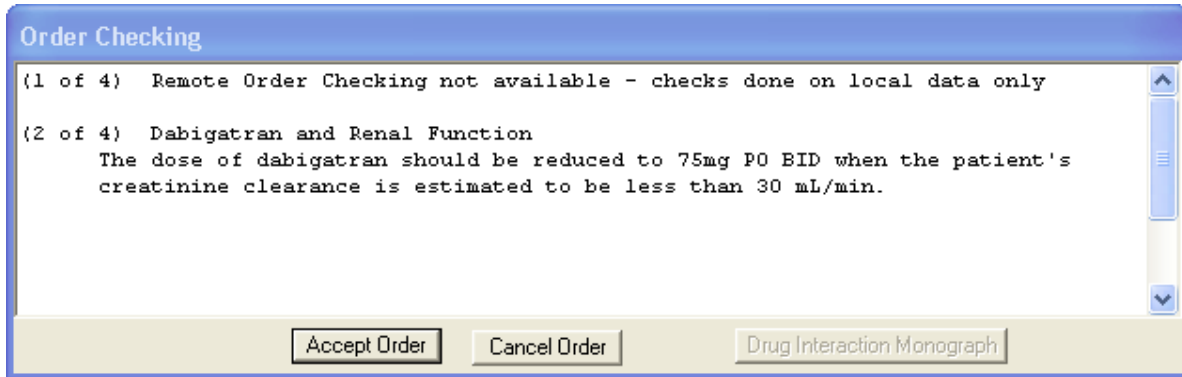 Order Checking
(1 of 4) Remote Order Checking not available - checks done on local data only
(2 of 4) Dabigatran and Renal Function
The dose of dabigatran should be reduced to 75mg PO BID when the patient's
creatinine clearance is estimated to be less than 30 mL/min.
Accept Order Cancel Order Drug Interaction Monograph